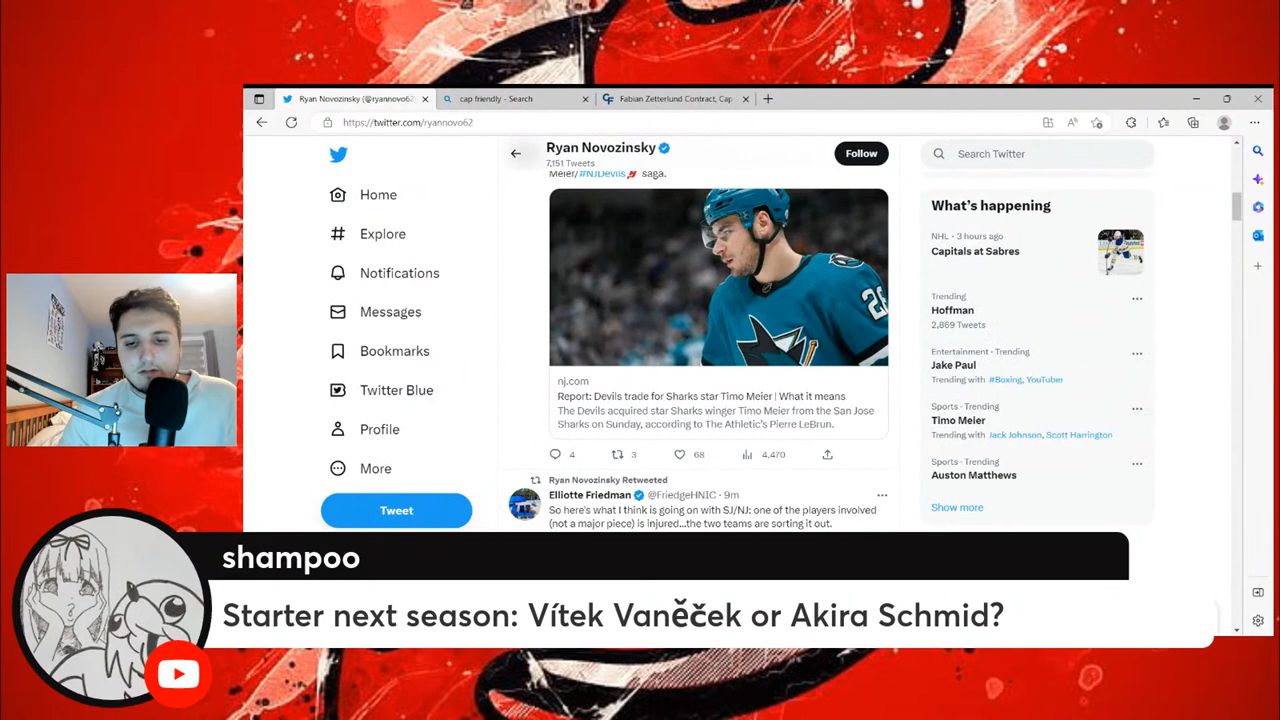 Ryan Novozinsky (@ryannovo62
cap friendly - Search
Fabian Zetterlund Contract, Cap
https://twitter.com/ryannovo62
Home
Explore
Notifications
Messages
Bookmarks
Twitter Blue
Profile
More
Tweet
Ryan Novozinsky
7,151 Tweets
Follow
Meier/#NJDevils saga.
nj.com
Report: Devils trade for Sharks star Timo Meier | What it means
The Devils acquired star Sharks winger Timo Meier from the San Jose
Sharks on Sunday, according to The Athletic's Pierre LeBrun.
4
3
68
4,470
Ryan Novozinsky Retweeted
Elliotte Friedman @FriedgeHNIC · 9m
So here's what I think is going on with SJ/NJ: one of the players involved
(not a major piece) is injured...the two teams are sorting it out.
Search Twitter
What's happening
NHL · 3 hours ago
Capitals at Sabres
Trending
Hoffman
2,869 Tweets
Entertainment · Trending
Jake Paul
Trending with #Boxing, YouTuber
Sports · Trending
Timo Meier
Trending with Jack Johnson, Scott Harrington
Sports · Trending
Auston Matthews
Show more
shampoo
Starter next season: Vítek Vaněček or Akira Schmid?